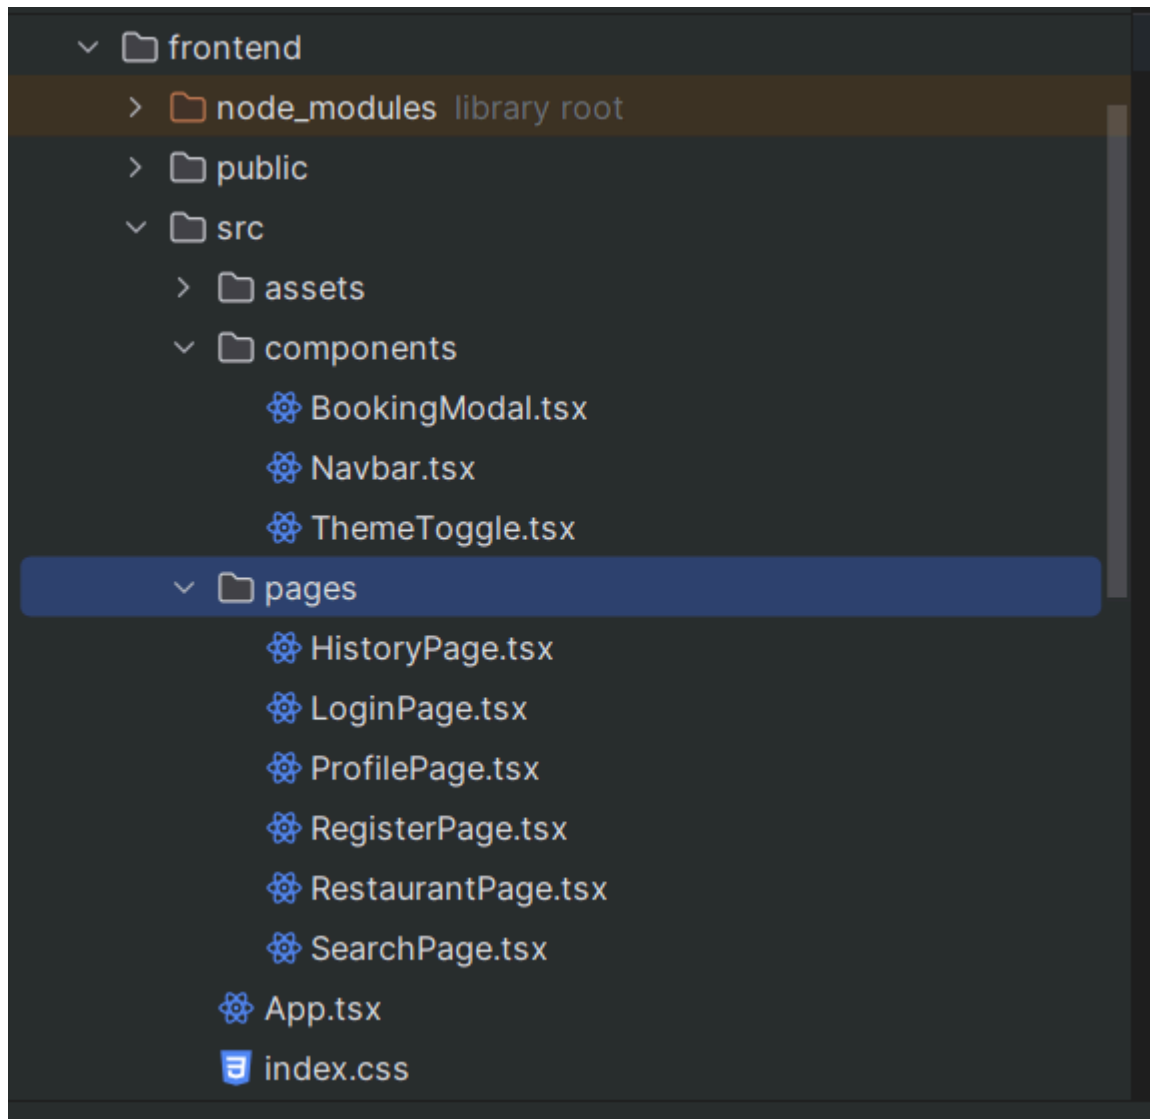 frontend
node_modules library root
public
src
assets
components
BookingModal.tsx
Navbar.tsx
ThemeToggle.tsx
pages
HistoryPage.tsx
LoginPage.tsx
ProfilePage.tsx
RegisterPage.tsx
RestaurantPage.tsx
SearchPage.tsx
App.tsx
index.css